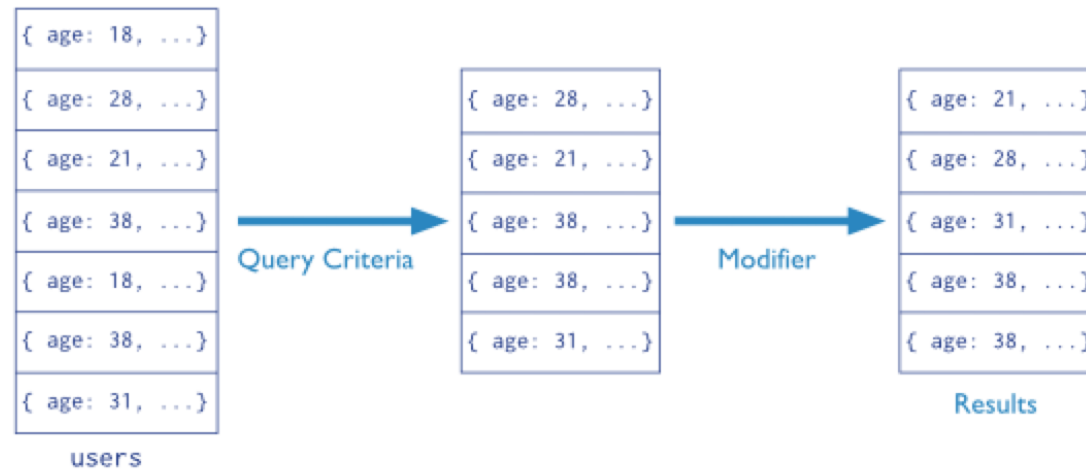 { age: 18, ...}
{ age: 28, ...}
{ age: 21, ...}
{ age: 38, ...}
{ age: 18, ...}
{ age: 38, ...}
{ age: 31, ...}
users
Query Criteria
{ age: 28, ...}
{ age: 21, ...}
{ age: 38, ...}
{ age: 38, ...}
{ age: 31, ...}
Modifier
{ age: 21, ...}
{ age: 28, ...}
{ age: 31, ...}
{ age: 38, ...}
{ age: 38, ...}
Results